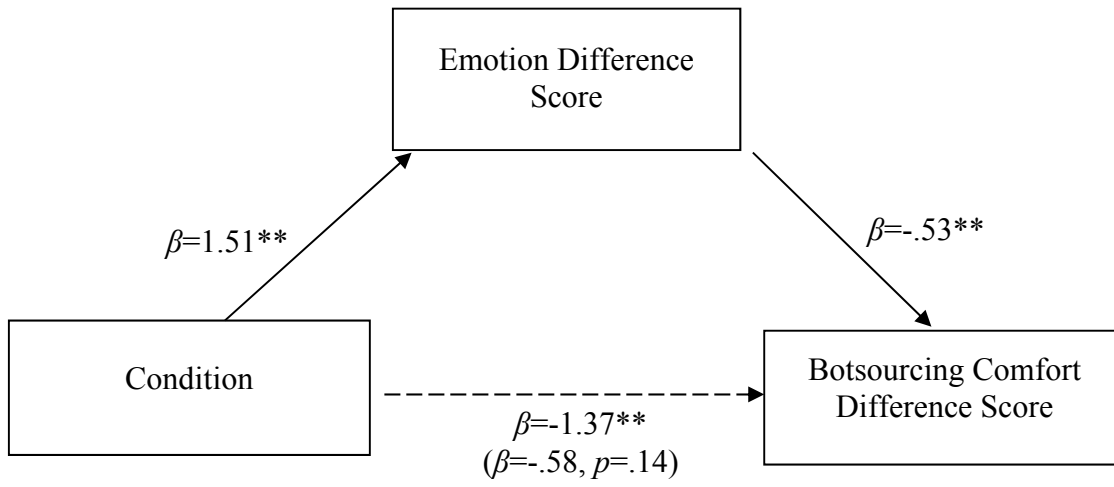 Emotion Difference
Score
β=1.51**
β=-.53**
Condition
Botsourcing Comfort
Difference Score
β=-1.37**
(β=-.58, p=.14)